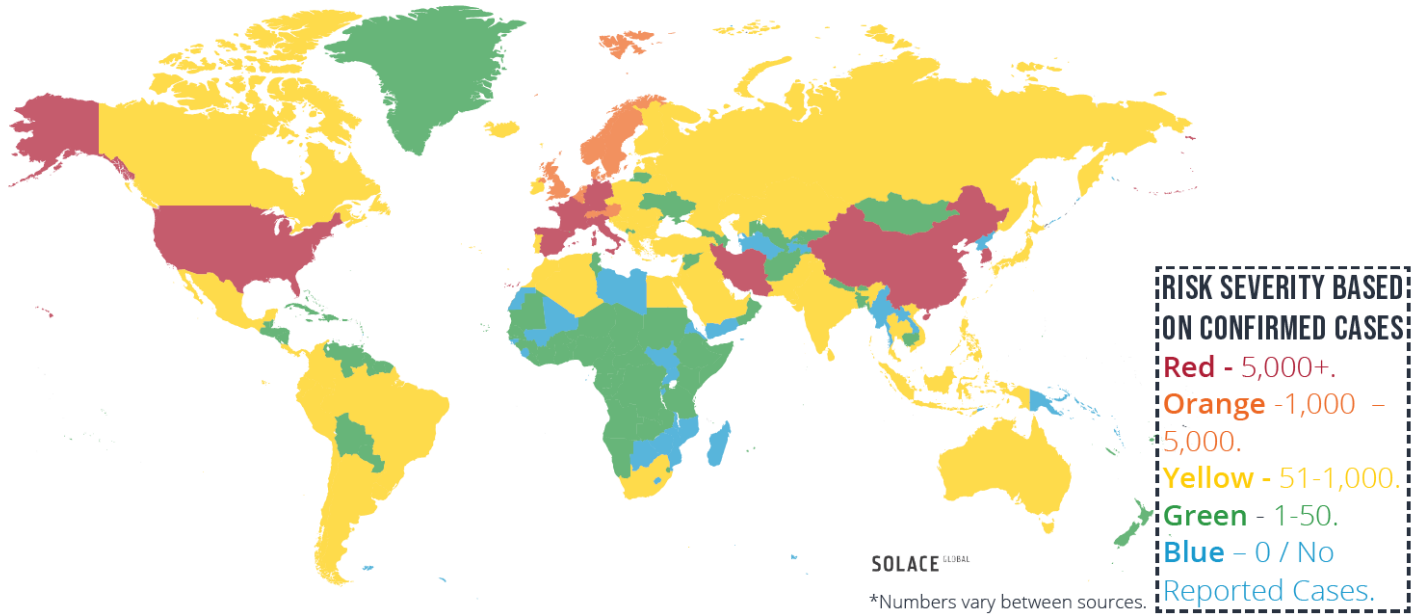 RISK SEVERITY BASED
ON CONFIRMED CASES
Red - 5,000+.
Orange -1,000 –
5,000.
Yellow - 51-1,000.
Green - 1-50.
Blue – 0 / No
Reported Cases.
SOLACE GLOBAL
*Numbers vary between sources.